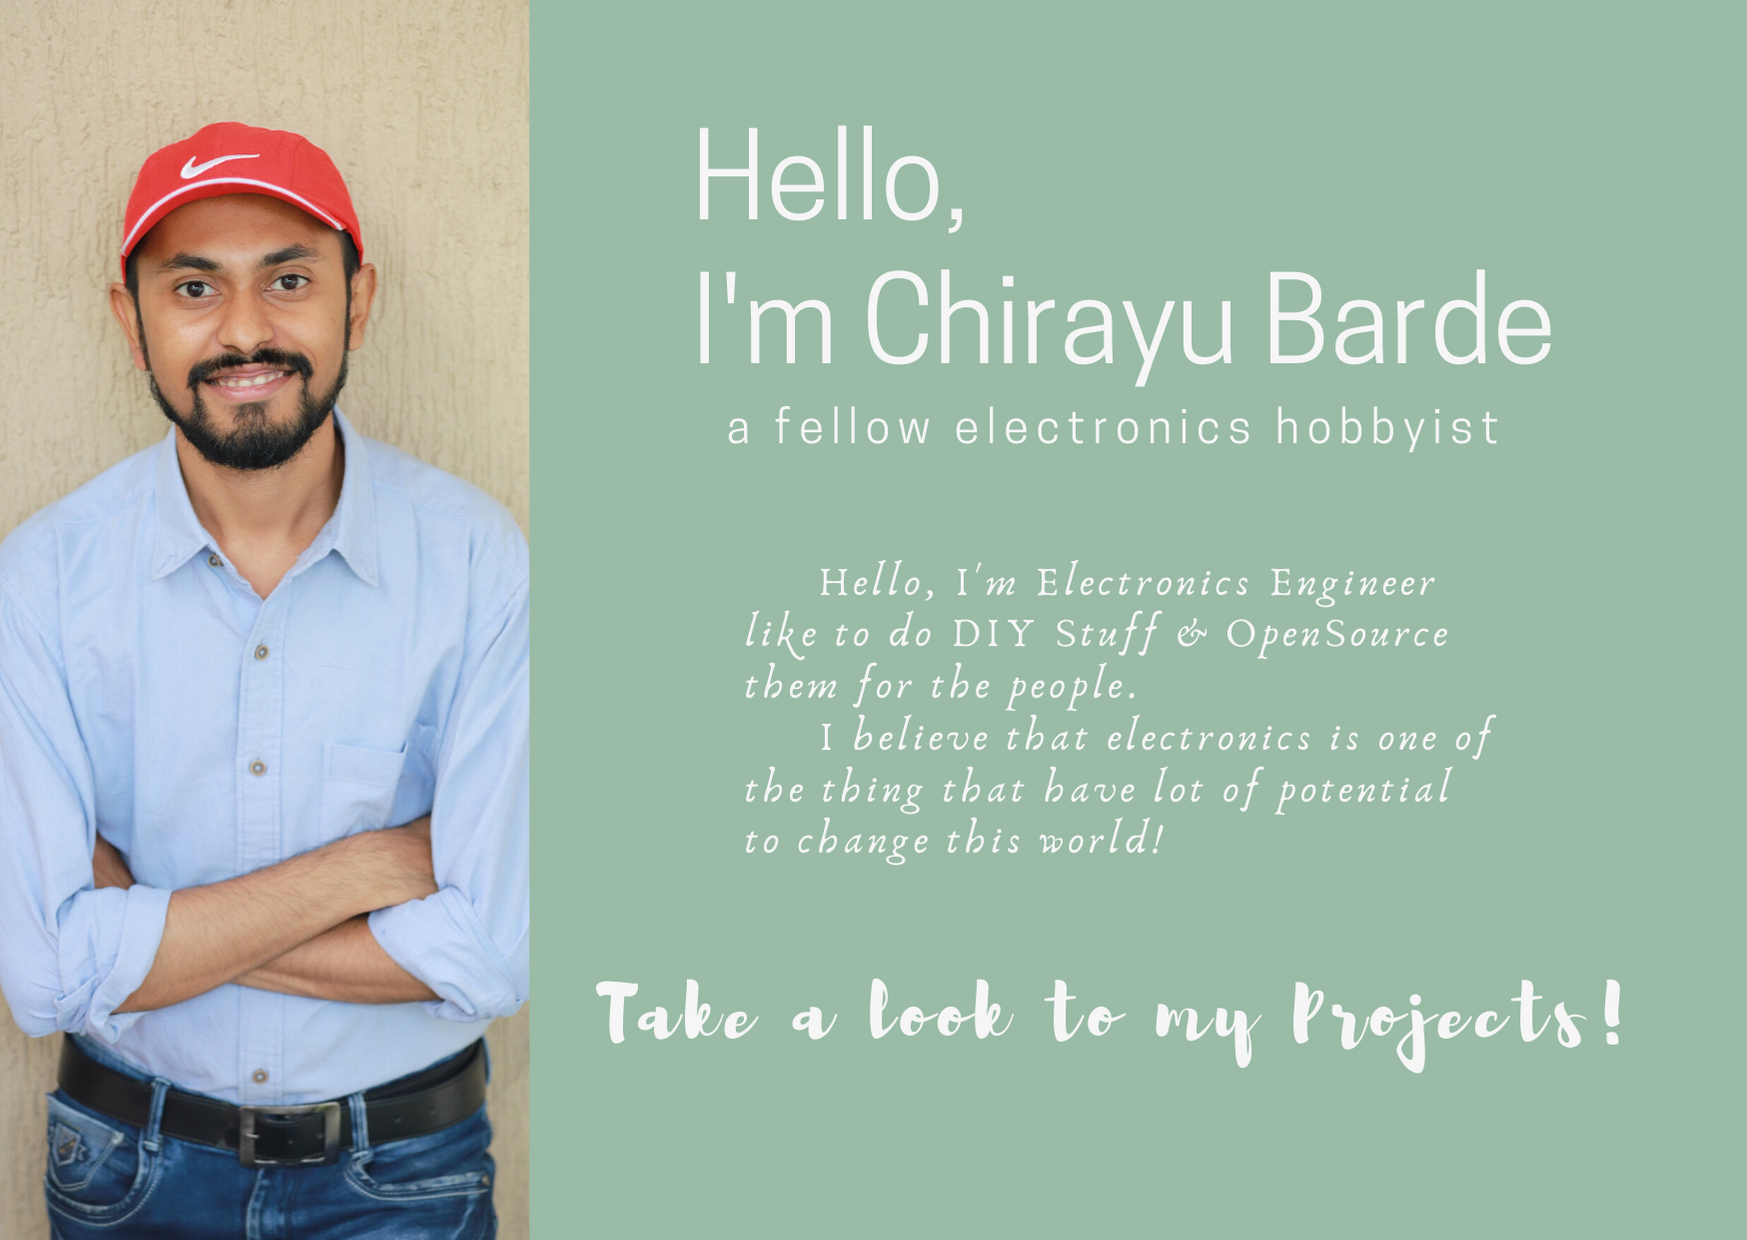 Hello,
I'm Chirayu Barde
a fellow electronics hobbyist
Hello, I'm Electronics Engineer
like to do DIY Stuff & OpenSource
them for the people.
I believe that electronics is one of
the thing that have lot of potential
to change this world!
Take a look to my Projects!